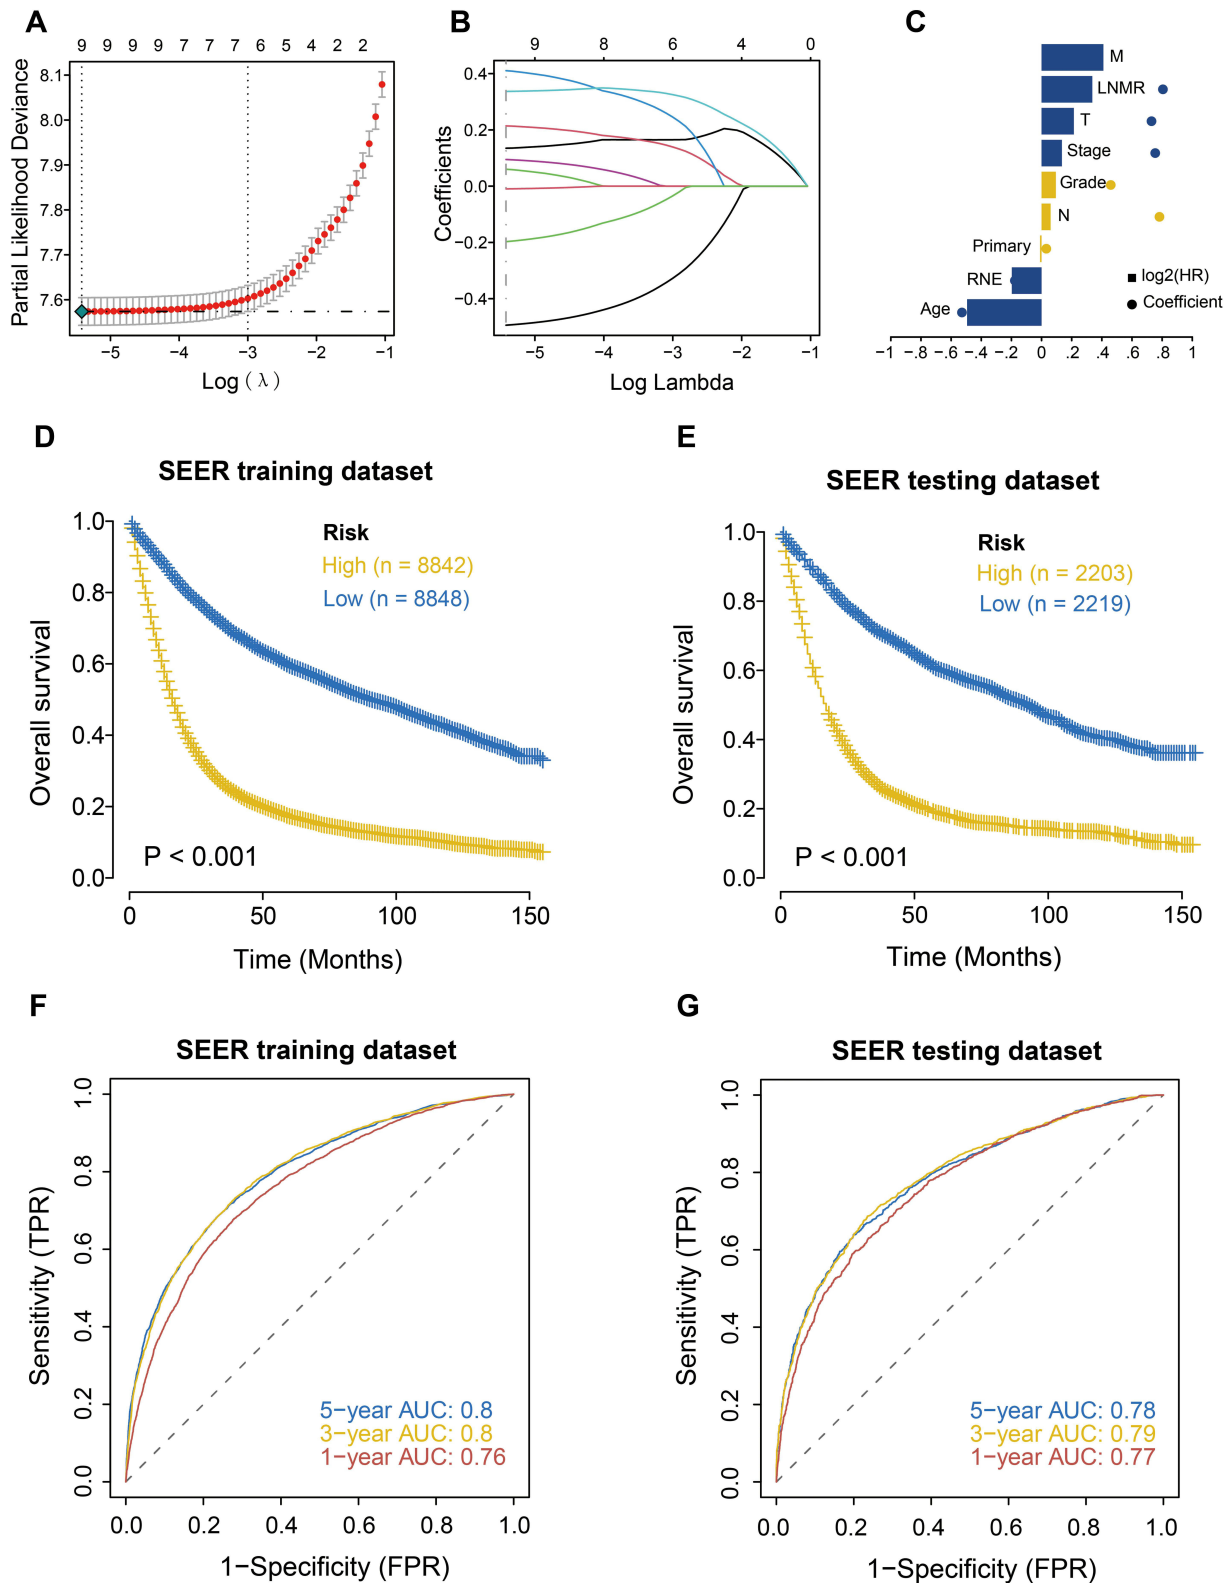 A
9 9 9 9 7 7 7 6 5 4 2 2
8.1
8.0
7.9
7.8
7.7
7.6
Partial Likelihood Deviance
−5 −4 −3 −2 −1
Log (λ)
B
9 8 6 4 0
0.4
0.2
0.0
−0.2
−0.4
Coefficients
−5 −4 −3 −2 −1
Log Lambda
C
M
LNMR
T
Stage
Grade
N
Primary
RNE
Age
log2(HR)
Coefficient
−1 −.8 −.6 −.4 −.2 0 .2 .4 .6 .8 1
D
SEER training dataset
Risk
High (n = 8842)
Low (n = 8848)
1.0
0.8
0.6
0.4
0.2
0.0
Overall survival
P < 0.001
0 50 100 150
Time (Months)
E
SEER testing dataset
Risk
High (n = 2203)
Low (n = 2219)
1.0
0.8
0.6
0.4
0.2
0.0
Overall survival
P < 0.001
0 50 100 150
Time (Months)
F
SEER training dataset
1.0
0.8
0.6
0.4
0.2
0.0
Sensitivity (TPR)
5−year AUC: 0.8
3−year AUC: 0.8
1−year AUC: 0.76
0.0 0.2 0.4 0.6 0.8 1.0
1−Specificity (FPR)
G
SEER testing dataset
1.0
0.8
0.6
0.4
0.2
0.0
Sensitivity (TPR)
5−year AUC: 0.78
3−year AUC: 0.79
1−year AUC: 0.77
0.0 0.2 0.4 0.6 0.8 1.0
1−Specificity (FPR)